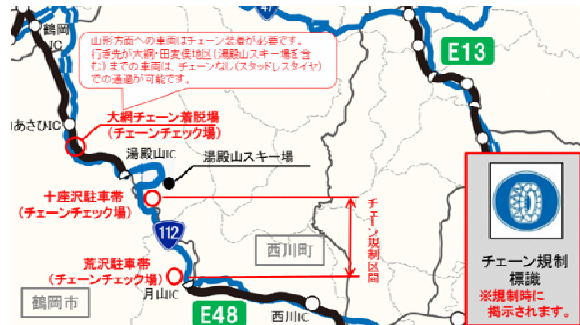 鶴岡
IC
47
E13
山形方面への車両はチェーン装着が必要です。
行き先が大網・田麦俣地区(湯殿山スキー場を含
む)までの車両は、チェーンなし(スタッドレスタイヤ)
での通過が可能です。
あさひIC
大網チェーン着脱場
(チェーンチェック場)
湯殿山IC
湯殿山スキー場
十座沢駐車帯
(チェーンチェック場)
チェーン規制区間
112
西川町
荒沢駐車帯
(チェーンチェック場)
月山IC
鶴岡市
E48
西川IC
チェーン規制
標識
※規制時に
掲示されます。